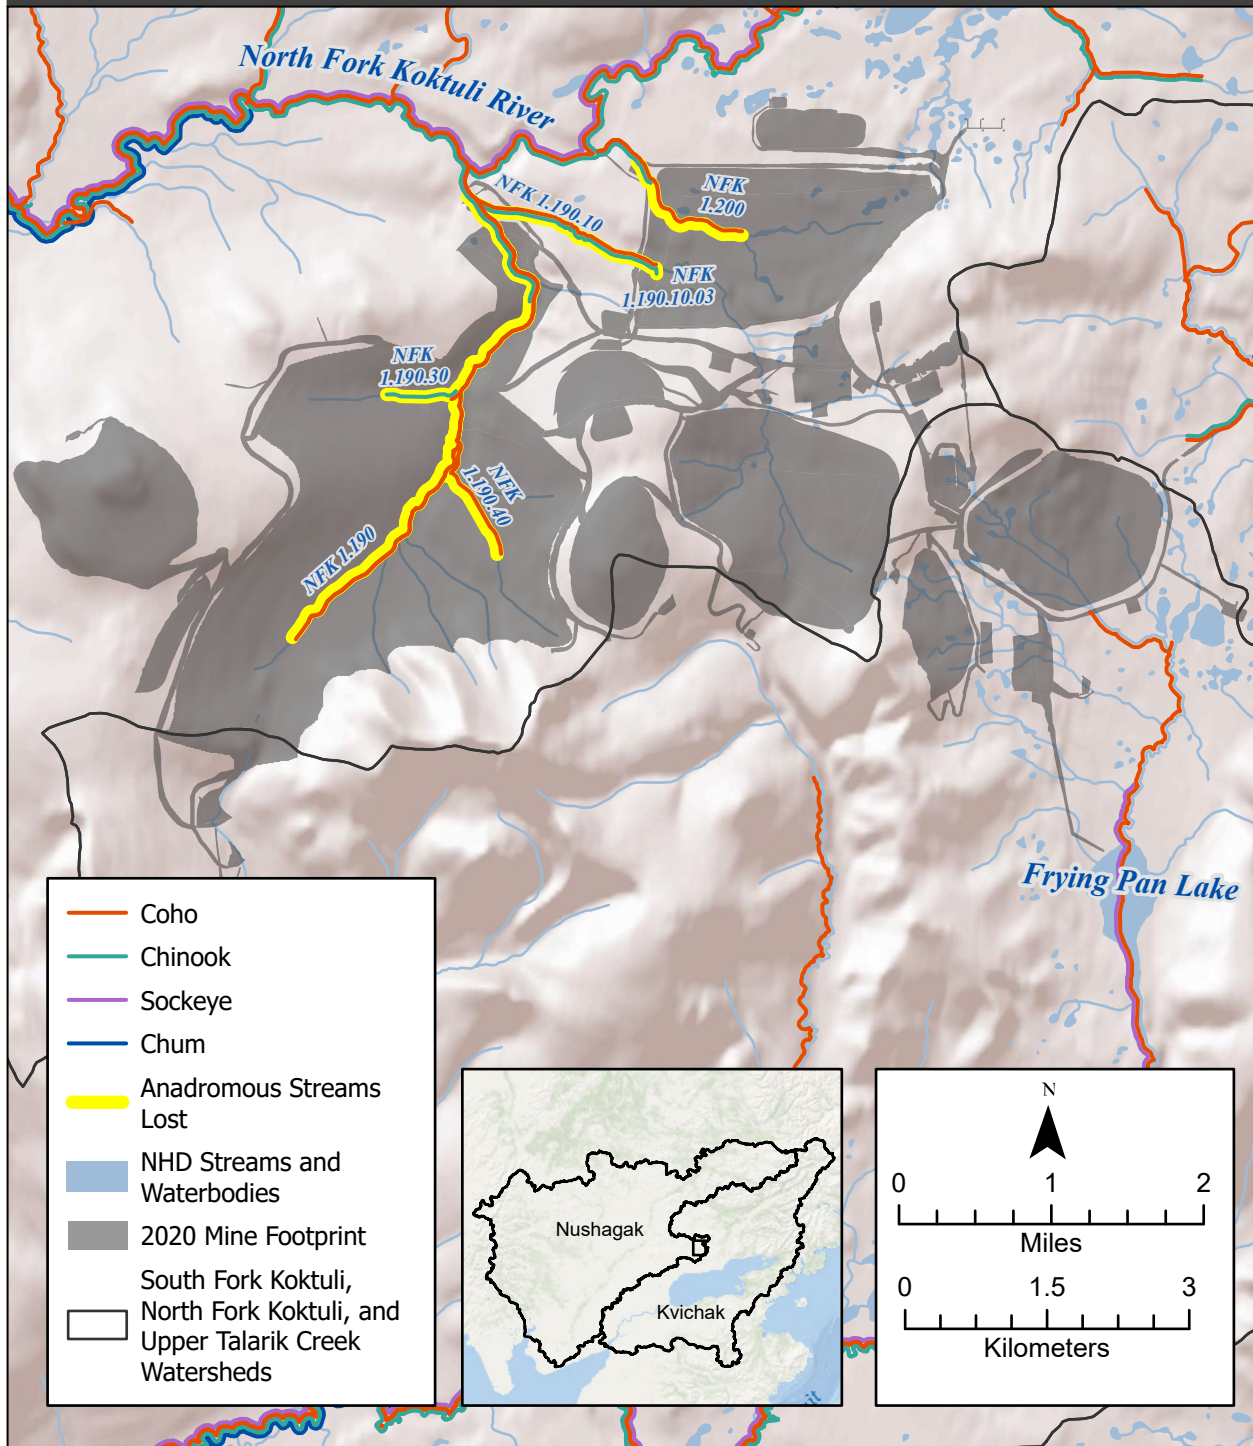 North Fork Koktuli River
NFK 1.190.10
NFK
1.200
NFK
1.190.10.03
NFK
1.190.30
NFK
1.190.40
NFK 1.190
Frying Pan Lake
Coho
Chinook
Sockeye
Chum
Anadromous Streams
Lost
NHD Streams and
Waterbodies
2020 Mine Footprint
South Fork Koktuli,
North Fork Koktuli, and
Upper Talarik Creek
Watersheds
Nushagak
Kvichak
N
0 1 2
Miles
0 1.5 3
Kilometers